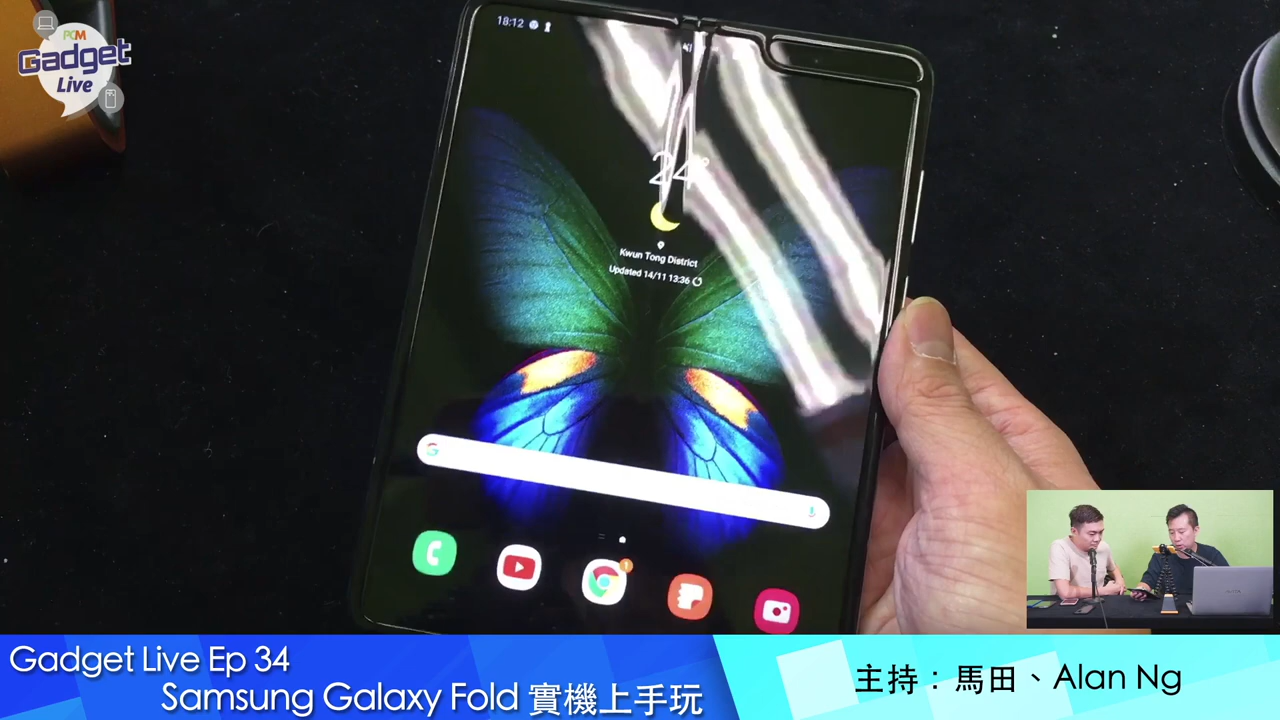 18:12
PCM
Gadget
Live
24°
Kwun Tong District
Updated 14/11 13:36
1
Gadget Live Ep 34
Samsung Galaxy Fold 實機上手玩
主持：馬田、Alan Ng